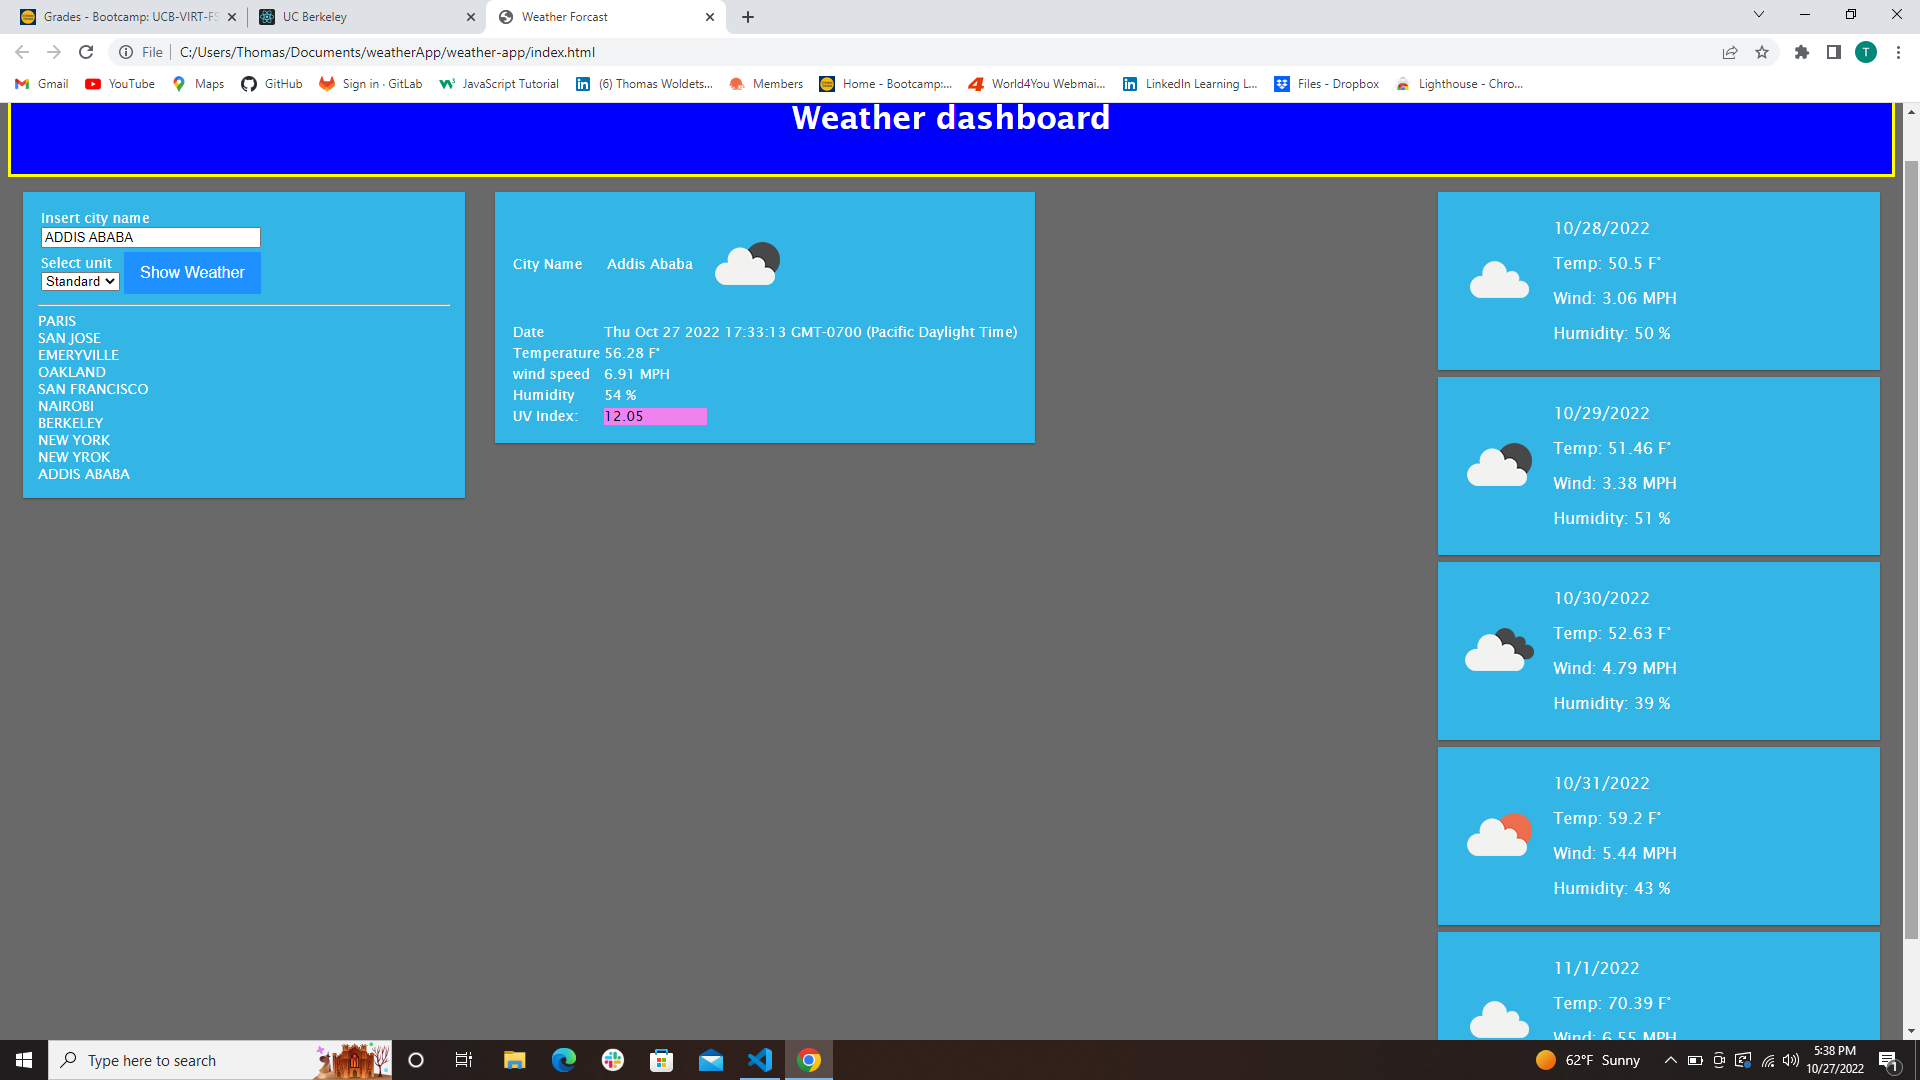 Grades - Bootcamp: UCB-VIRT-FS
UC Berkeley
Weather Forcast
File
C:/Users/Thomas/Documents/weatherApp/weather-app/index.html
T
Gmail
YouTube
Maps
GitHub
Sign in · GitLab
JavaScript Tutorial
(6) Thomas Woldets...
Members
Home - Bootcamp:...
World4You Webmai...
LinkedIn Learning L...
Files - Dropbox
Lighthouse - Chro...
Weather dashboard
Insert city name
ADDIS ABABA
Select unit
Standard
Show Weather
PARIS
SAN JOSE
EMERYVILLE
OAKLAND
SAN FRANCISCO
NAIROBI
BERKELEY
NEW YORK
NEW YROK
ADDIS ABABA
City Name Addis Ababa
Date Thu Oct 27 2022 17:33:13 GMT-0700 (Pacific Daylight Time)
Temperature 56.28 F°
wind speed 6.91 MPH
Humidity 54 %
UV Index: 12.05
10/28/2022
Temp: 50.5 F°
Wind: 3.06 MPH
Humidity: 50 %
10/29/2022
Temp: 51.46 F°
Wind: 3.38 MPH
Humidity: 51 %
10/30/2022
Temp: 52.63 F°
Wind: 4.79 MPH
Humidity: 39 %
10/31/2022
Temp: 59.2 F°
Wind: 5.44 MPH
Humidity: 43 %
11/1/2022
Temp: 70.39 F°
Wind: 6.55 MPH
Type here to search
62°F Sunny
5:38 PM
10/27/2022
1